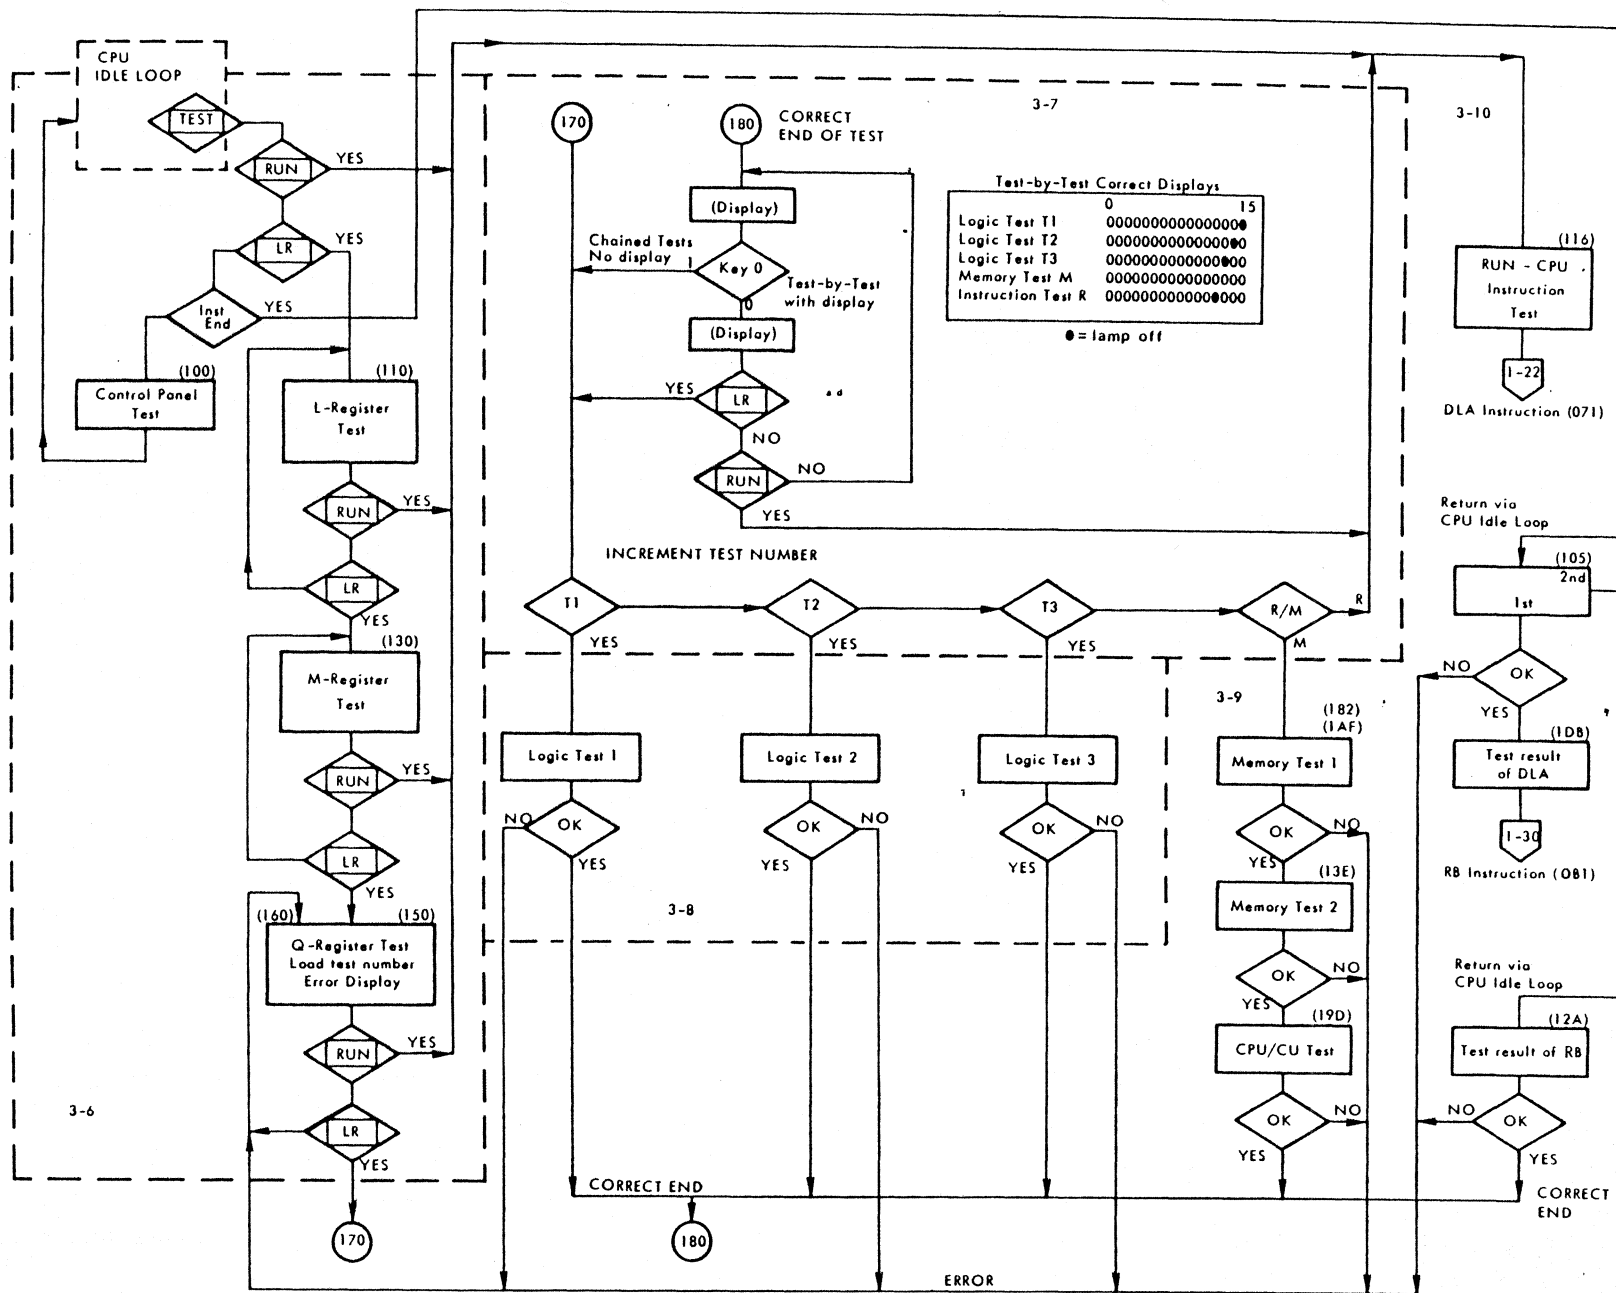 CPU
IDLE LOOP
TEST
RUN
YES
LR
YES
Inst
End
YES
(100)
Control Panel
Test
(110)
L-Register
Test
RUN
YES
LR
YES
(130)
M-Register
Test
RUN
YES
LR
YES
(160)
(150)
Q-Register Test
Load test number
Error Display
RUN
YES
LR
YES
3-6
170
3-7
170
180
CORRECT
END OF TEST
(Display)
Chained Tests
No display
1
Key 0
0
Test-by-Test
with display
(Display)
YES
LR
NO
RUN
NO
YES
Test-by-Test Correct Displays
0 15
Logic Test T1 000000000000000●
Logic Test T2 00000000000000●0
Logic Test T3 0000000000000●00
Memory Test M 0000000000000000
Instruction Test R 000000000000●000
●= lamp off
INCREMENT TEST NUMBER
T1
YES
T2
YES
T3
YES
R/M
R
M
Logic Test 1
NO
OK
YES
Logic Test 2
OK
NO
YES
Logic Test 3
OK
NO
YES
3-8
3-9
(182)
(1AF)
Memory Test 1
OK
NO
YES
(13E)
Memory Test 2
OK
NO
YES
(19D)
CPU/CU Test
OK
NO
YES
3-10
(116)
RUN - CPU
Instruction
Test
1-22
DLA Instruction (071)
Return via
CPU Idle Loop
(105)
2nd
1st
NO
OK
YES
(1DB)
Test result
of DLA
1-30
RB Instruction (0B1)
Return via
CPU Idle Loop
(12A)
Test result of RB
NO
OK
YES
CORRECT END
180
CORRECT
END
ERROR